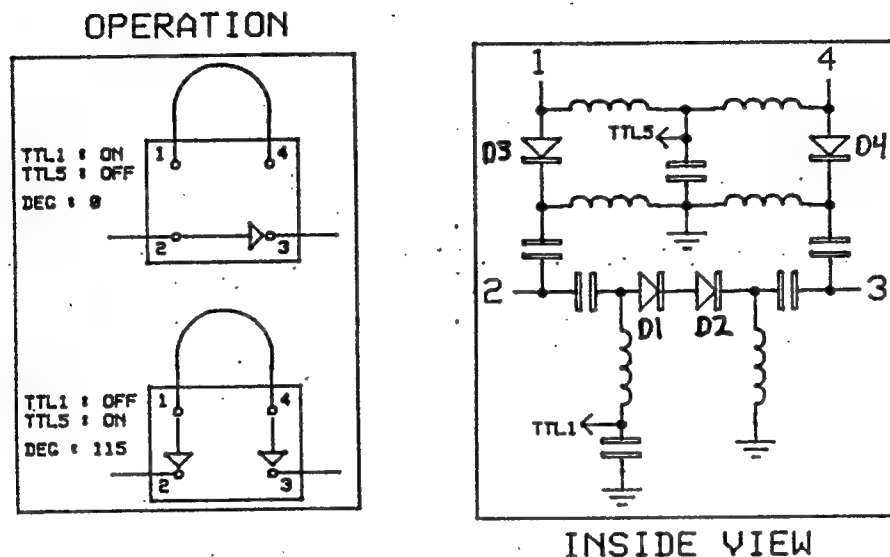 OPERATION
1
4
TTL1 : ON
TTL5 : OFF
DEG : 0
2
3
1
4
TTL1 : OFF
TTL5 : ON
DEG : 115
2
3
1
4
D3
TTL5
D4
2
3
D1
D2
TTL1
INSIDE VIEW